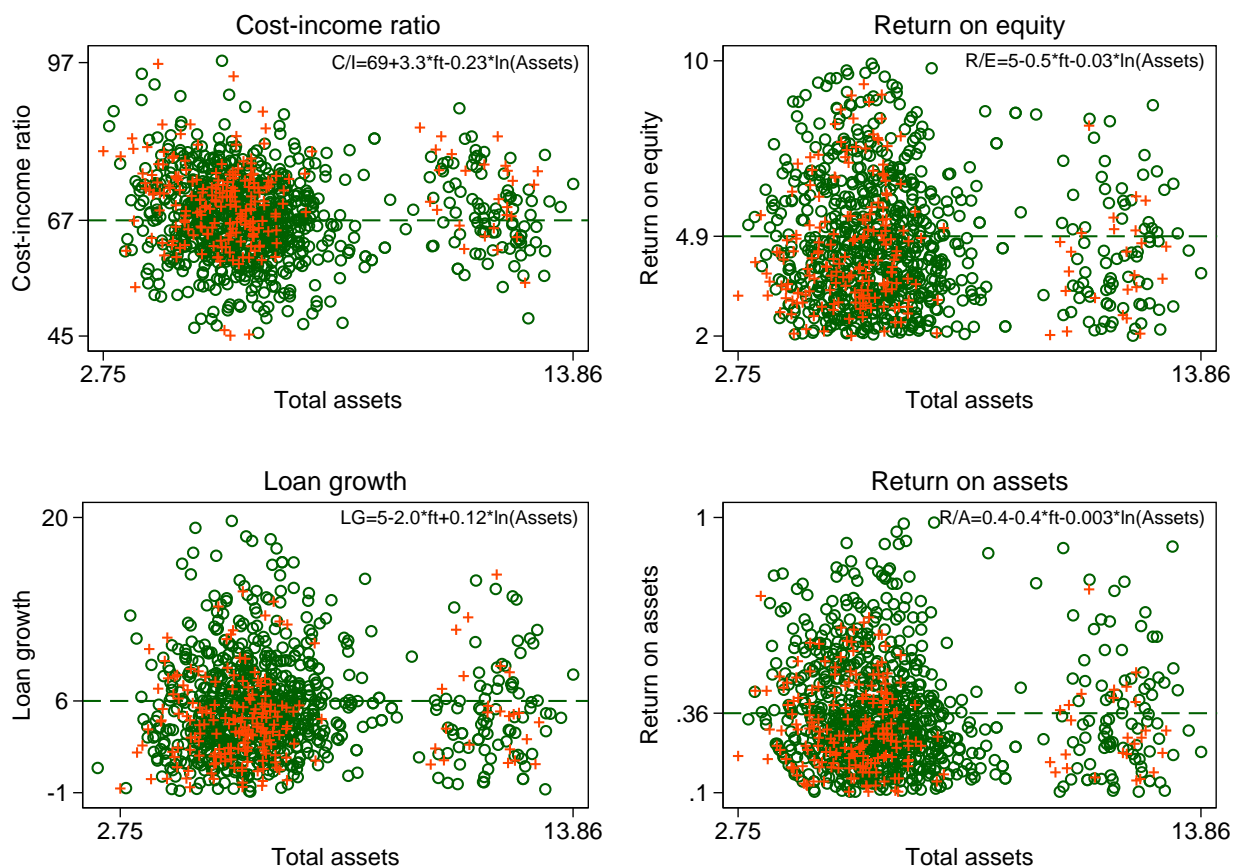 Cost-income ratio
C/I=69+3.3*ft-0.23*ln(Assets)
97
67
45
Cost-income ratio
2.75
13.86
Total assets
Return on equity
R/E=5-0.5*ft-0.03*ln(Assets)
10
4.9
2
Return on equity
2.75
13.86
Total assets
Loan growth
LG=5-2.0*ft+0.12*ln(Assets)
20
6
-1
Loan growth
2.75
13.86
Total assets
Return on assets
R/A=0.4-0.4*ft-0.003*ln(Assets)
1
.36
.1
Return on assets
2.75
13.86
Total assets